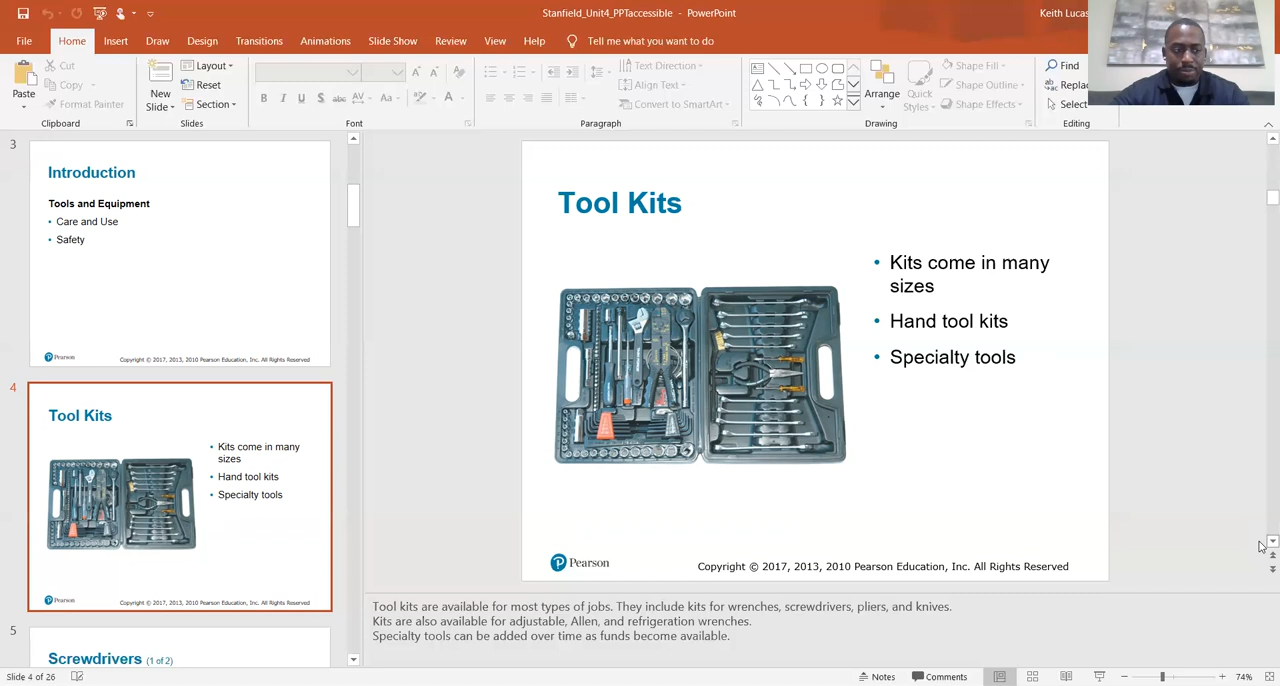 Stanfield_Unit4_PPTaccessible - PowerPoint
Keith Lucas
File Home Insert Draw Design Transitions Animations Slide Show Review View Help Tell me what you want to do
Paste
Cut
Copy
Format Painter
Clipboard
New
Slide
Layout
Reset
Section
Slides
B I U S abc AV Aa A
Font
Text Direction
Align Text
Convert to SmartArt
Paragraph
Arrange
Quick
Styles
Shape Fill
Shape Outline
Shape Effects
Drawing
Find
Select
Editing
3
Introduction
Tools and Equipment
• Care and Use
• Safety
Pearson
Copyright © 2017, 2013, 2010 Pearson Education, Inc. All Rights Reserved
4
Tool Kits
• Kits come in many
sizes
• Hand tool kits
• Specialty tools
Pearson
Copyright © 2017, 2013, 2010 Pearson Education, Inc. All Rights Reserved
5
Screwdrivers (1 of 2)
Tool Kits
• Kits come in many
sizes
• Hand tool kits
• Specialty tools
Pearson
Copyright © 2017, 2013, 2010 Pearson Education, Inc. All Rights Reserved
Tool kits are available for most types of jobs. They include kits for wrenches, screwdrivers, pliers, and knives.
Kits are also available for adjustable, Allen, and refrigeration wrenches.
Specialty tools can be added over time as funds become available.
Slide 4 of 26
Notes
Comments
74%